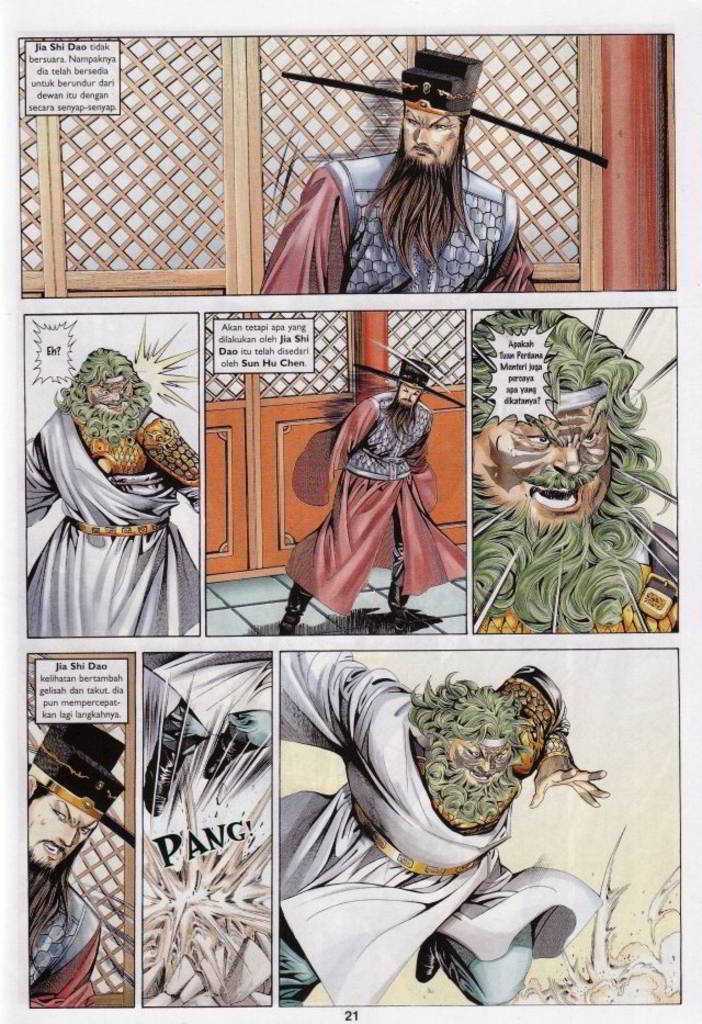 Jia Shi Dao tidak
bersuara. Nampaknya
dia telah bersedia
untuk berundur dari
dewan itu dengan
secara senyap-senyap.
Eh?
Akan tetapi apa yang
dilakukan oleh Jia Shi
Dao itu telah disedari
oleh Sun Hu Chen.
Apakah
Tuan Perdana
Menteri juga
percaya
apa yang
dikatanya?
Jia Shi Dao
kelihatan bertambah
gelisah dan takut. dia
pun mempercepat-
kan lagi langkahnya.
PANG!
21